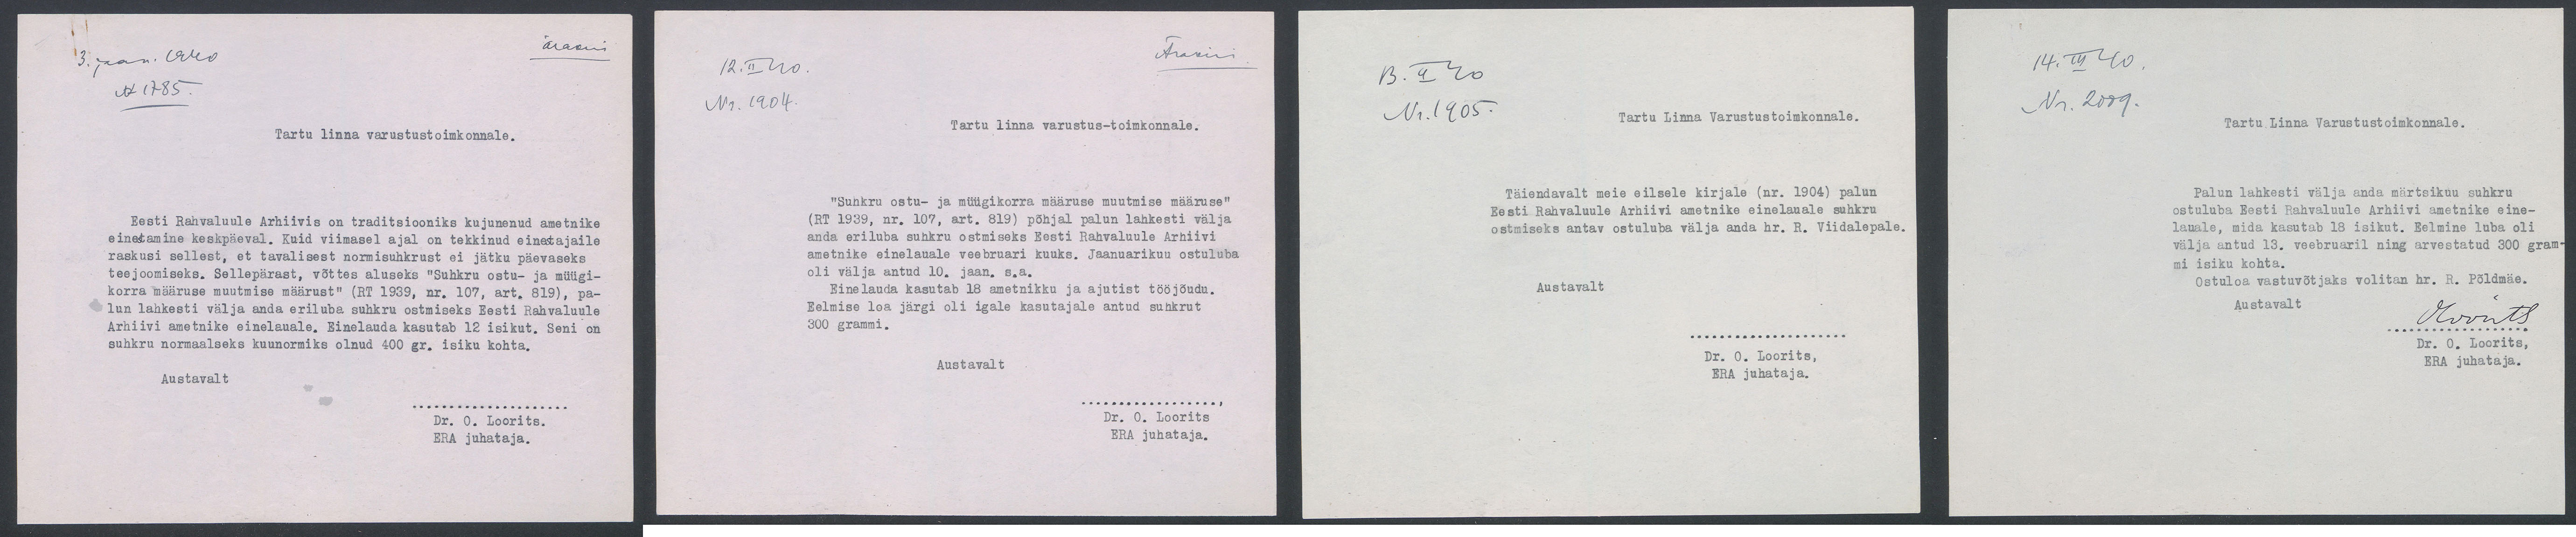 3. jaan. 1940
ärakiri
№ 1785.
Tartu linna varustustoimkonnale.
Eesti Rahvaluule Arhiivis on traditsiooniks kujunenud ametnike
einetamine keskpäeval. Kuid viimasel ajal on tekkinud einetajaile
raskusi sellest, et tavalisest normisuhkrust ei jätku päevaseks
teejoomiseks. Sellepärast, võttes aluseks "Suhkru ostu- ja müügi-
korra määruse muutmise määrust" (RT 1939, nr. 107, art. 819), pa-
lun lahkesti välja anda eriluba suhkru ostmiseks Eesti Rahvaluule
Arhiivi ametnike einelauale. Einelauda kasutab 12 isikut. Seni on
suhkru normaalseks kuunormiks olnud 400 gr. isiku kohta.
Austavalt
Dr. O. Loorits.
ERA juhataja.
12. II 40.
Ärakiri.
Nr. 1904.
Tartu linna varustus-toimkonnale.
"Suhkru ostu- ja müügikorra määruse muutmise määruse"
(RT 1939, nr. 107, art. 819) põhjal palun lahkesti välja
anda eriluba suhkru ostmiseks Eesti Rahvaluule Arhiivi
ametnike einelauale veebruari kuuks. Jaanuarikuu ostuluba
oli välja antud 10. jaan. s.a.
Einelauda kasutab 18 ametnikku ja ajutist tööjõudu.
Eelmise loa järgi oli igale kasutajale antud suhkrut
300 grammi.
Austavalt
Dr. O. Loorits
ERA juhataja.
13. II 40
Nr. 1905.
Tartu Linna Varustustoimkonnale.
Täiendavalt meie eilsele kirjale (nr. 1904) palun
Eesti Rahvaluule Arhiivi ametnike einelauale suhkru
ostmiseks antav ostuluba välja anda hr. R. Viidalepale.
Austavalt
Dr. O. Loorits,
ERA juhataja.
14. III 40.
Nr. 2009.
Tartu Linna Varustustoimkonnale.
Palun lahkesti välja anda märtsikuu suhkru
ostuluba Eesti Rahvaluule Arhiivi ametnike eine-
lauale, mida kasutab 18 isikut. Eelmine luba oli
välja antud 13. veebruaril ning arvestatud 300 gram-
mi isiku kohta.
Ostuloa vastuvõtjaks volitan hr. R. Põldmäe.
Austavalt
OLoorits
Dr. O. Loorits,
ERA juhataja.